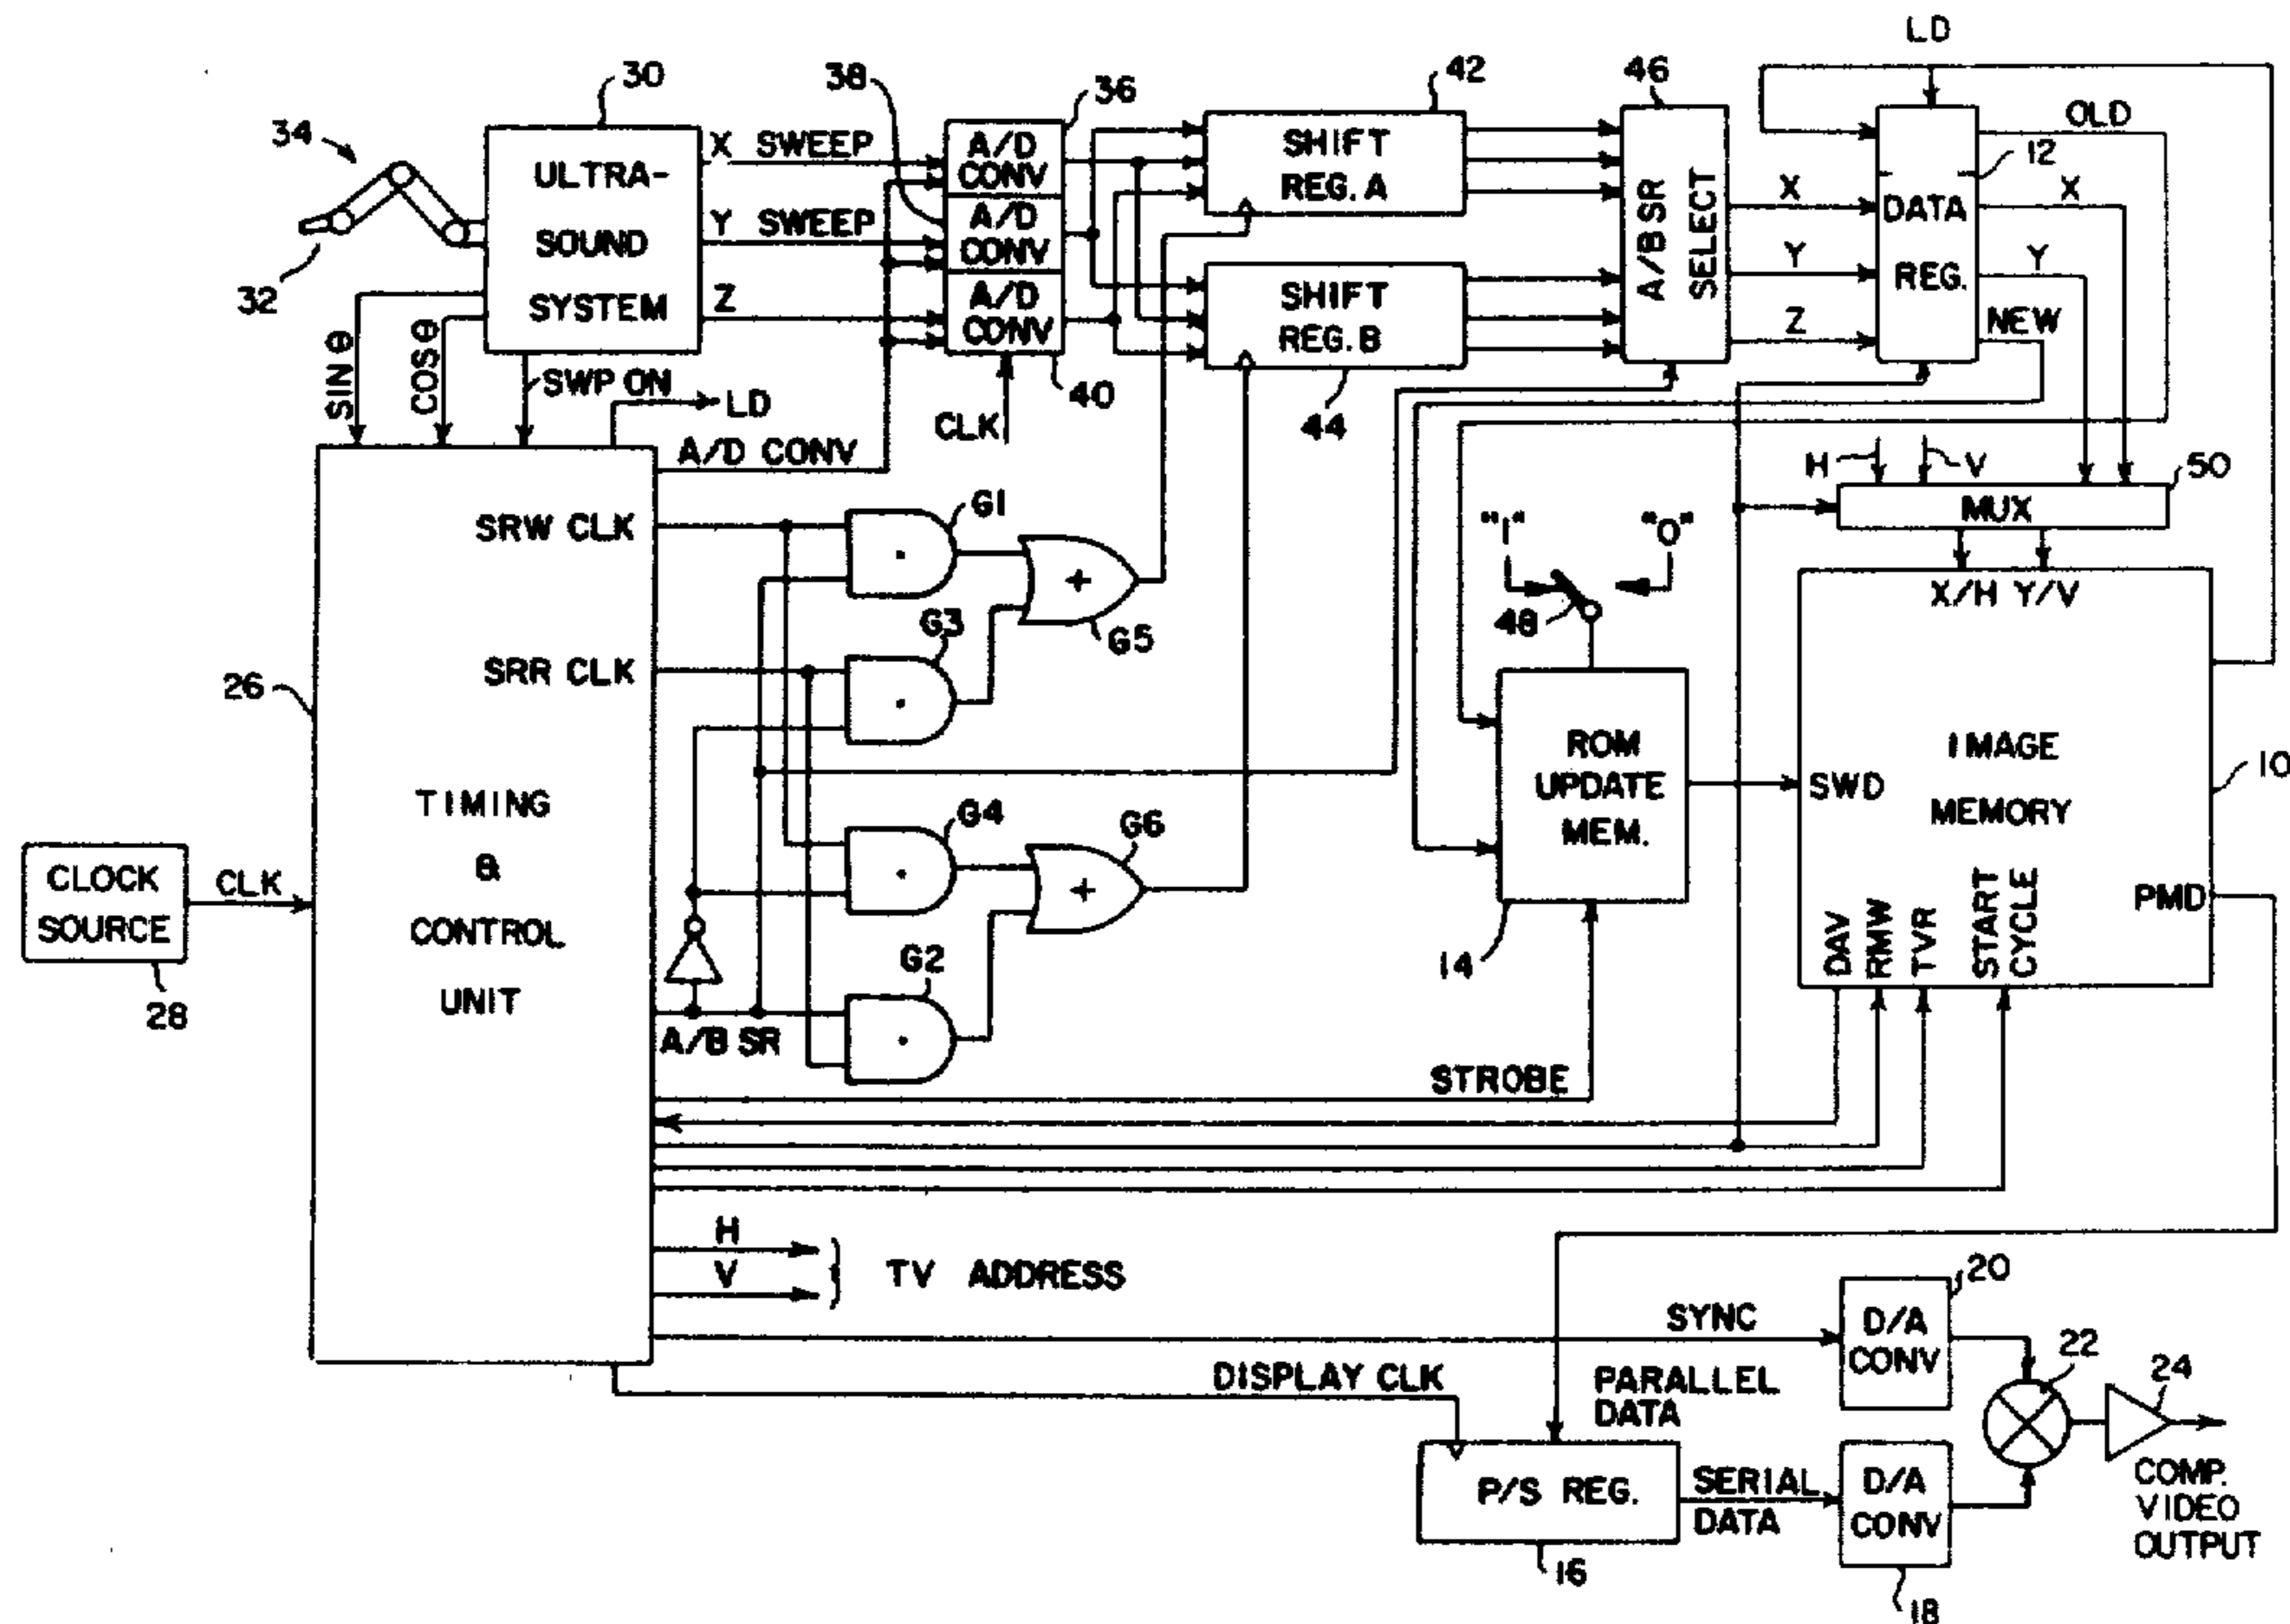 LD
30
38
36
42
46
34
ULTRA-
SOUND
SYSTEM
32
X SWEEP
Y SWEEP
Z
A/D
CONV
A/D
CONV
A/D
CONV
40
CLK
SHIFT
REG. A
SHIFT
REG. B
44
A/B SR
SELECT
X
Y
Z
DATA
REG.
OLD
12
X
Y
NEW
SIN θ
COS θ
SWP ON
LD
A/D CONV
H
V
50
MUX
SRW CLK
G1
G3
G5
"1"
"0"
48
X/H Y/V
SRR CLK
26
TIMING
&
CONTROL
UNIT
ROM
UPDATE
MEM.
14
SWD
IMAGE
MEMORY
10
PMD
DAV
RMW
TVR
START
CYCLE
CLOCK
SOURCE
28
CLK
G4
G6
G2
A/B SR
STROBE
H
V
TV ADDRESS
SYNC
20
D/A
CONV
22
24
DISPLAY CLK
PARALLEL
DATA
P/S REG.
16
SERIAL
DATA
D/A
CONV
18
COMP.
VIDEO
OUTPUT